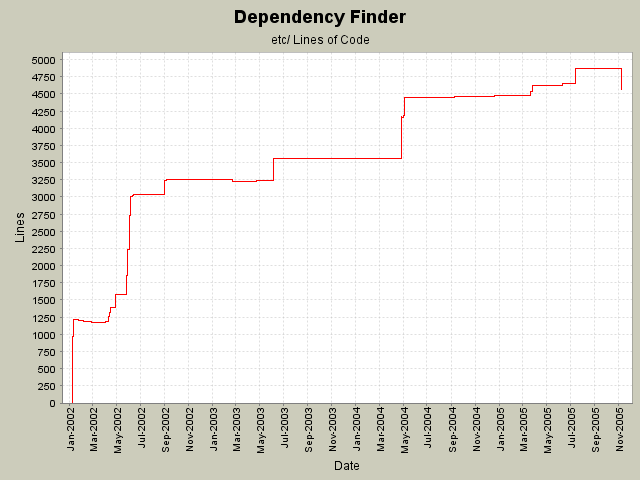 Dependency Finder
etc/ Lines of Code
5000
4750
4500
4250
4000
3750
3500
3250
3000
2750
2500
2250
2000
1750
1500
1250
1000
750
500
250
0
Lines
Jan-2002
Mar-2002
May-2002
Jul-2002
Sep-2002
Nov-2002
Jan-2003
Mar-2003
May-2003
Jul-2003
Sep-2003
Nov-2003
Jan-2004
Mar-2004
May-2004
Jul-2004
Sep-2004
Nov-2004
Jan-2005
Mar-2005
May-2005
Jul-2005
Sep-2005
Nov-2005
Date